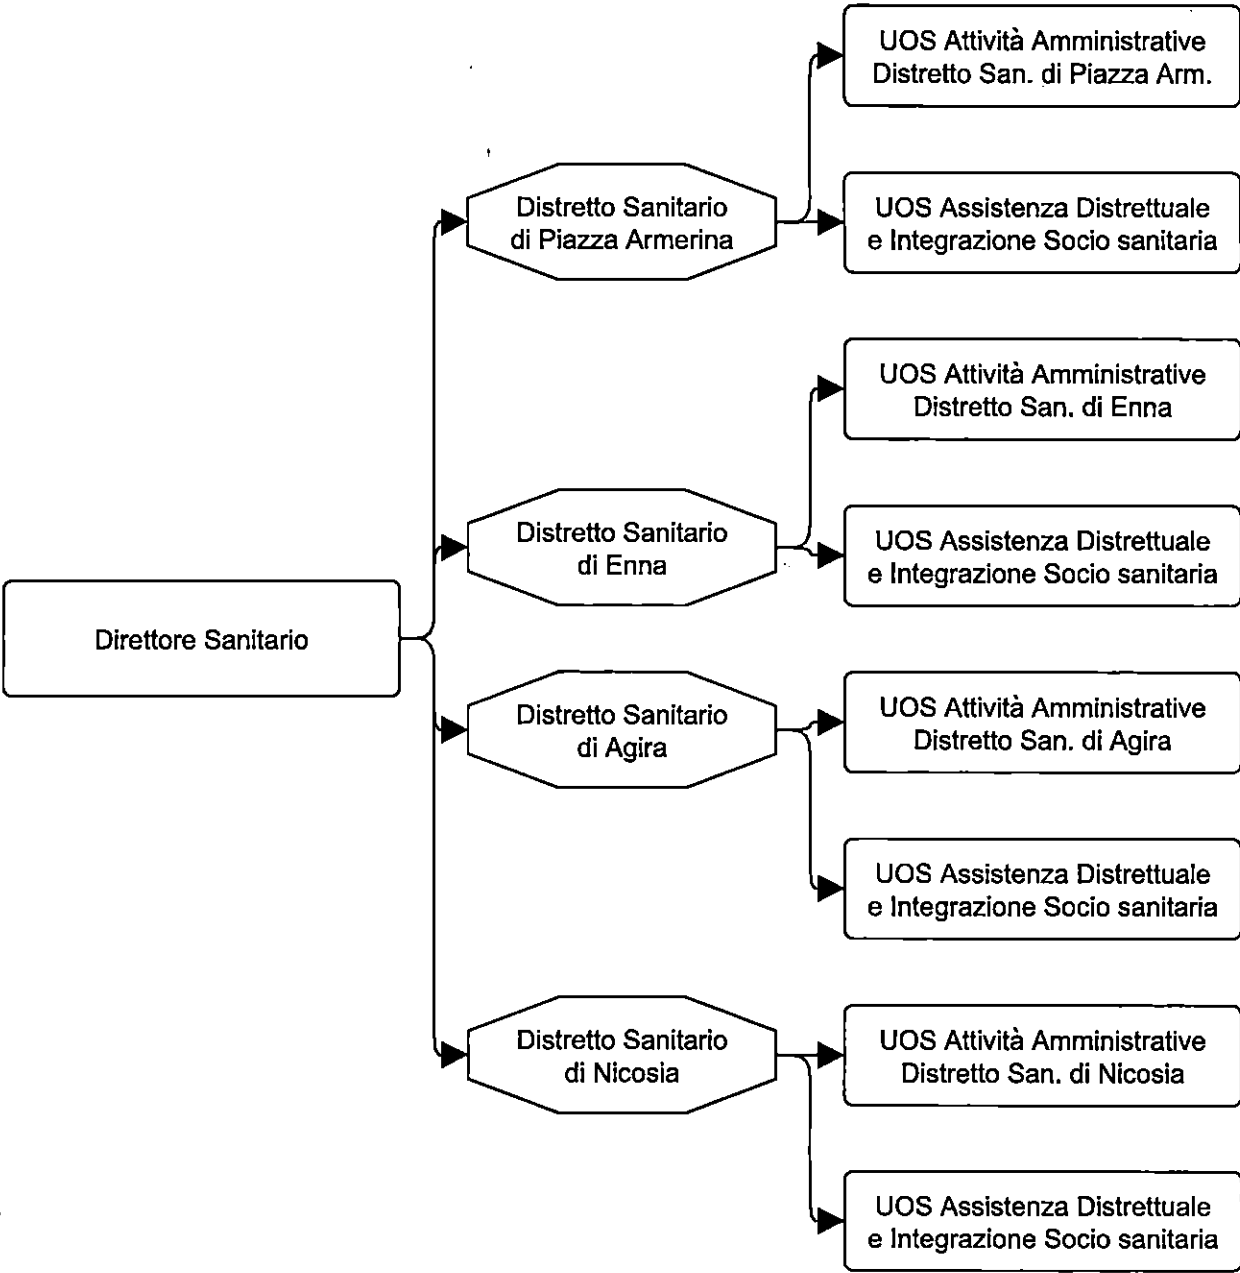 UOS Attività Amministrative
Distretto San. di Piazza Arm.
Distretto Sanitario
di Piazza Armerina
UOS Assistenza Distrettuale
e Integrazione Socio sanitaria
UOS Attività Amministrative
Distretto San. di Enna
Distretto Sanitario
di Enna
UOS Assistenza Distrettuale
e Integrazione Socio sanitaria
Direttore Sanitario
Distretto Sanitario
di Agira
UOS Attività Amministrative
Distretto San. di Agira
UOS Assistenza Distrettuale
e Integrazione Socio sanitaria
Distretto Sanitario
di Nicosia
UOS Attività Amministrative
Distretto San. di Nicosia
UOS Assistenza Distrettuale
e Integrazione Socio sanitaria